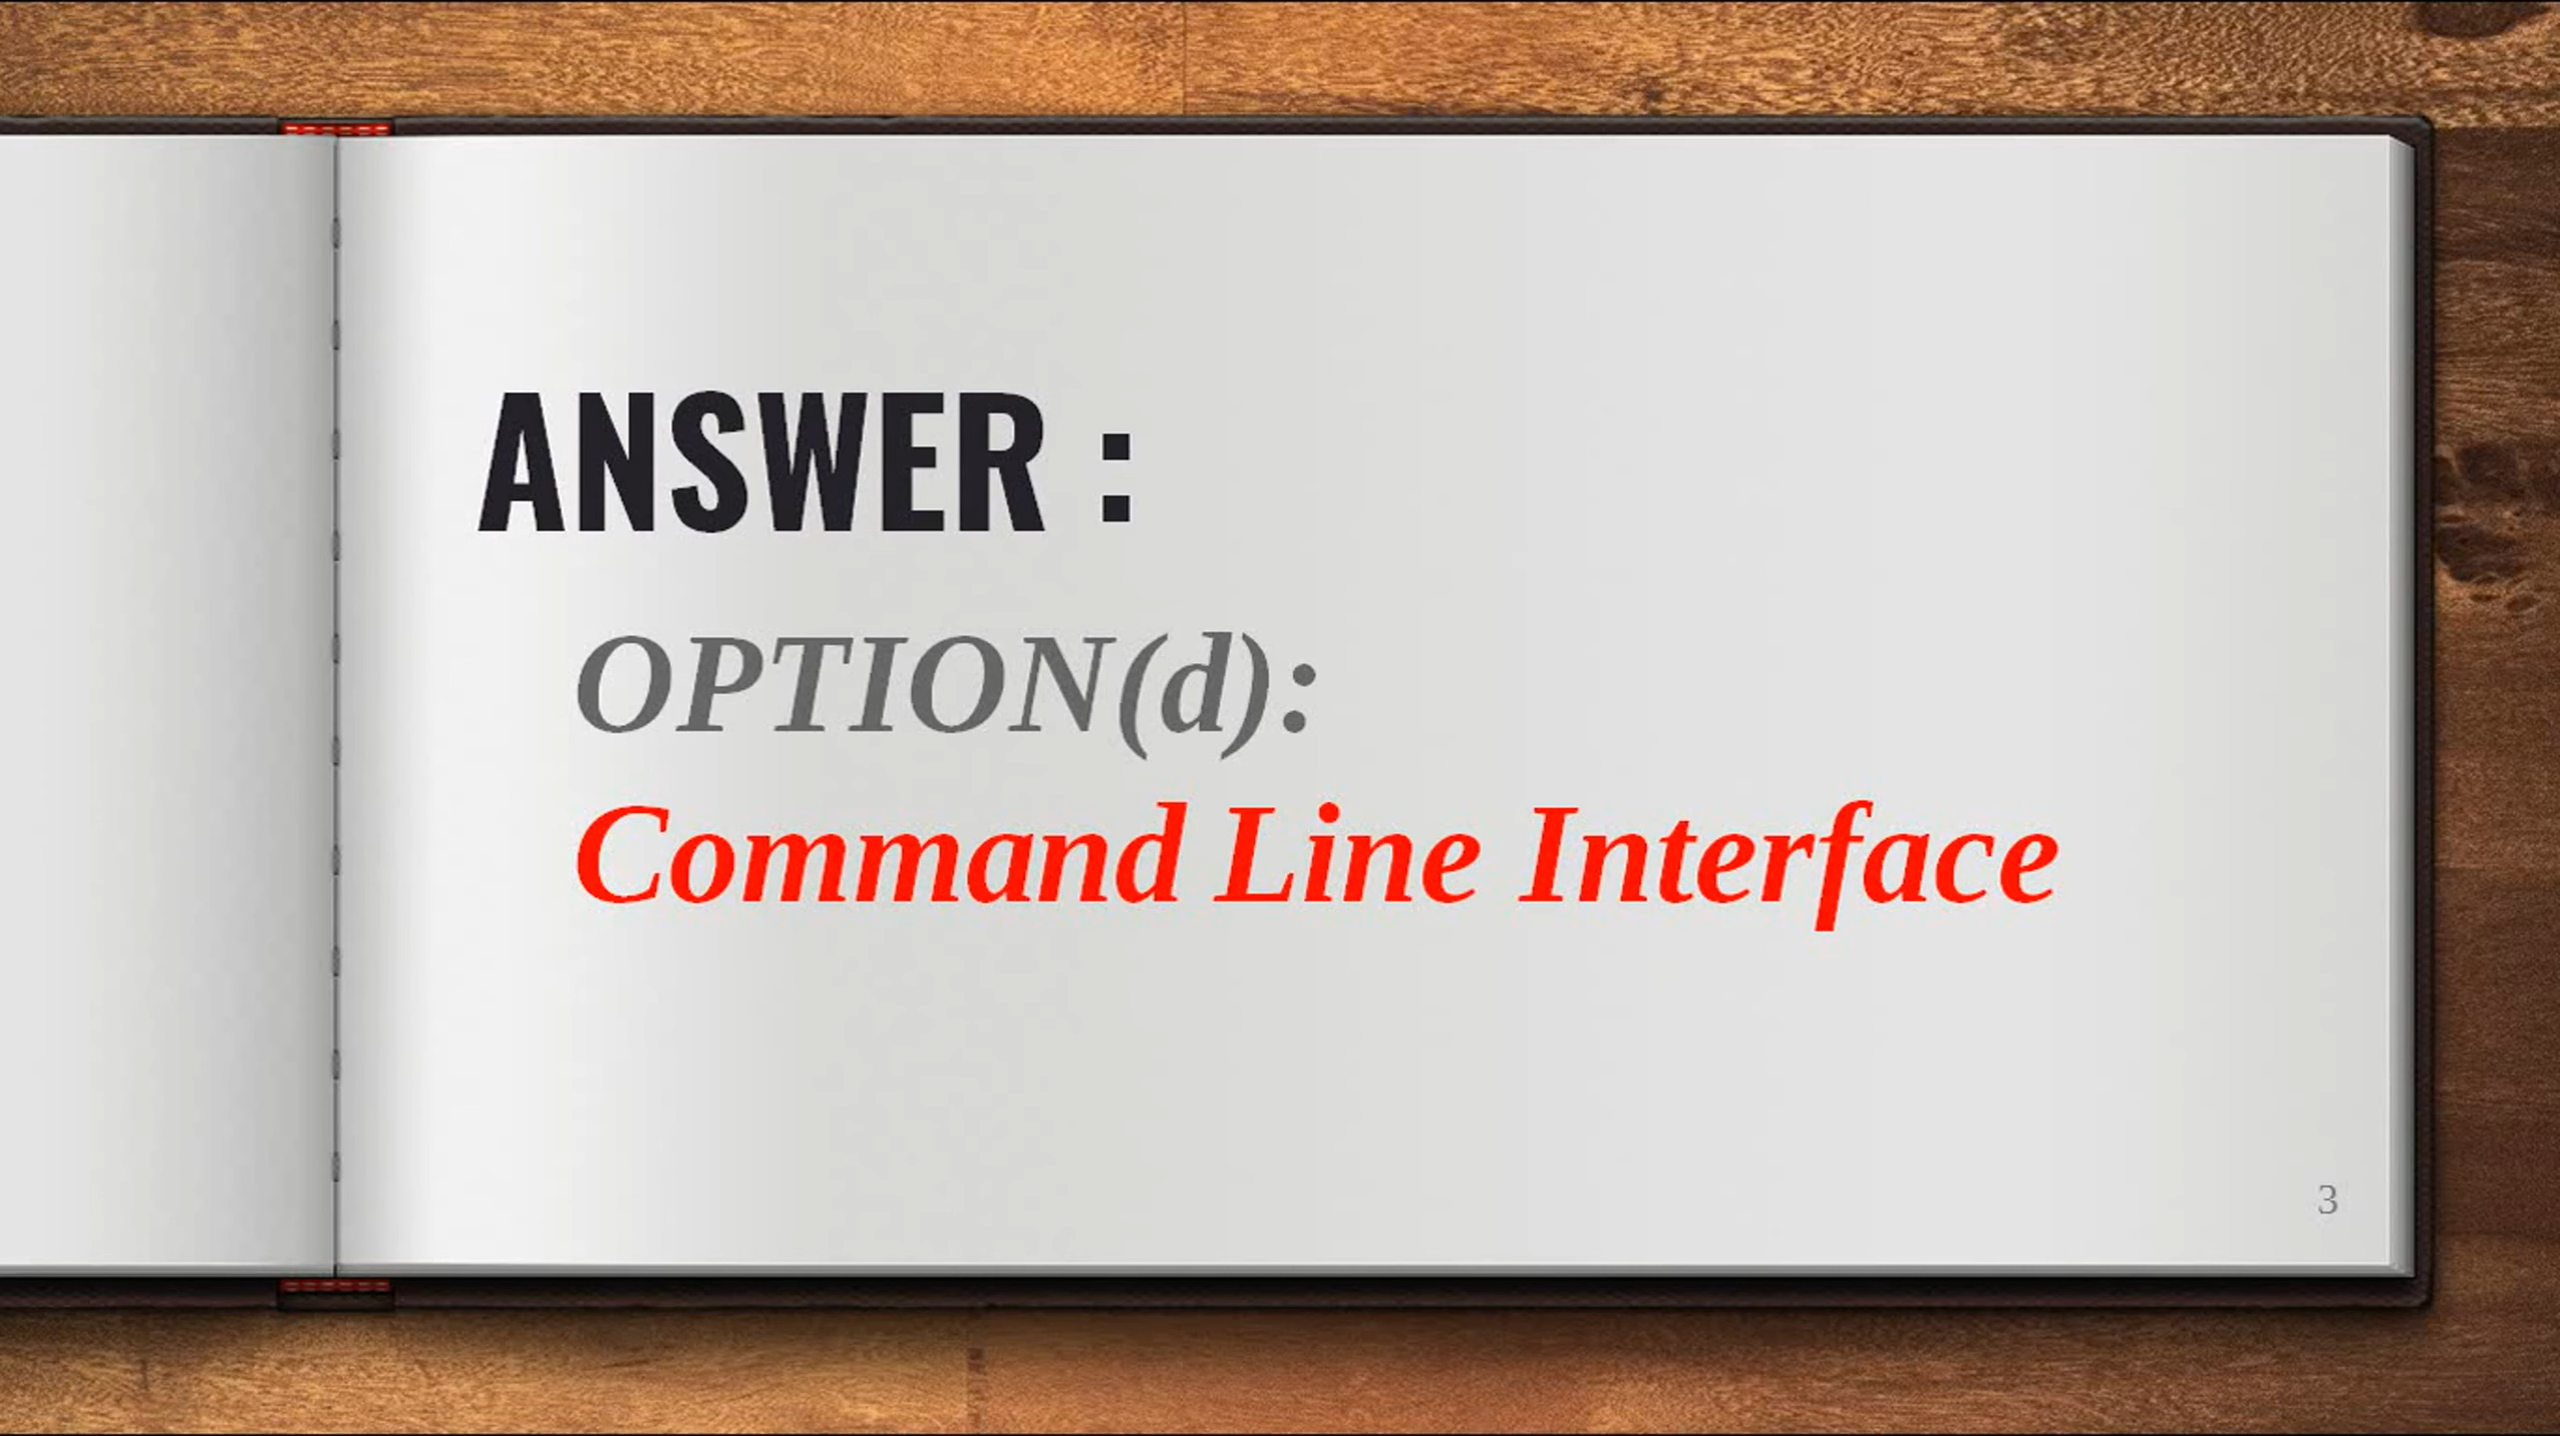 ANSWER :
OPTION(d):
Command Line Interface
3